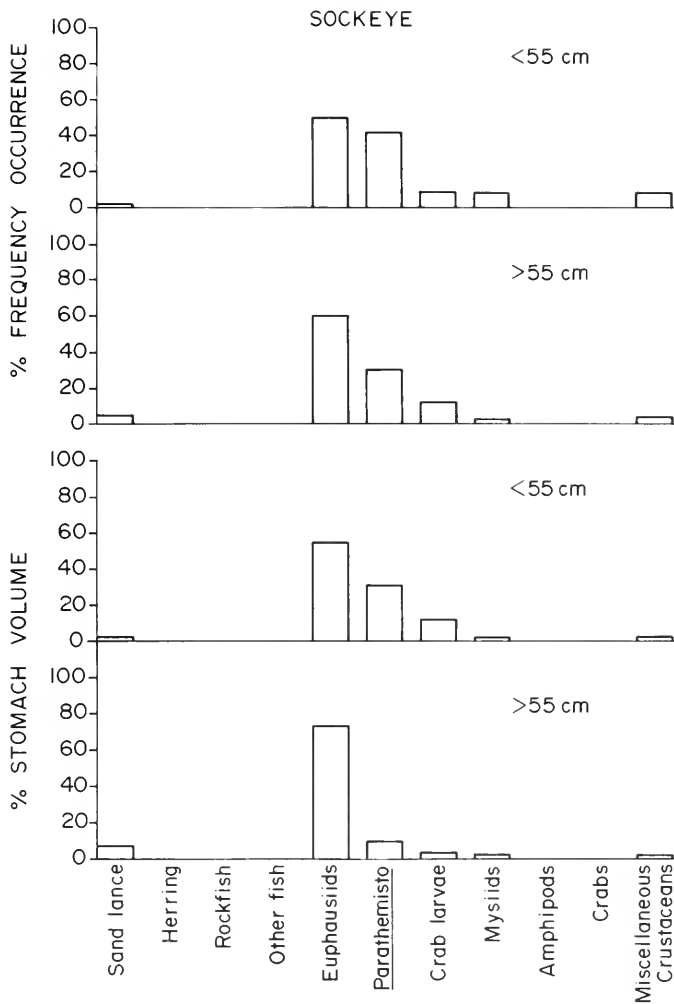 SOCKEYE
% FREQUENCY OCCURRENCE
100
80
60
40
20
0
<55 cm
100
80
60
40
20
0
>55 cm
% STOMACH VOLUME
100
80
60
40
20
0
<55 cm
100
80
60
40
20
0
>55 cm
Sand lance
Herring
Rockfish
Other fish
Euphausiids
Parathemisto
Crab larvae
Mysiids
Amphipods
Crabs
Miscellaneous
Crustaceans